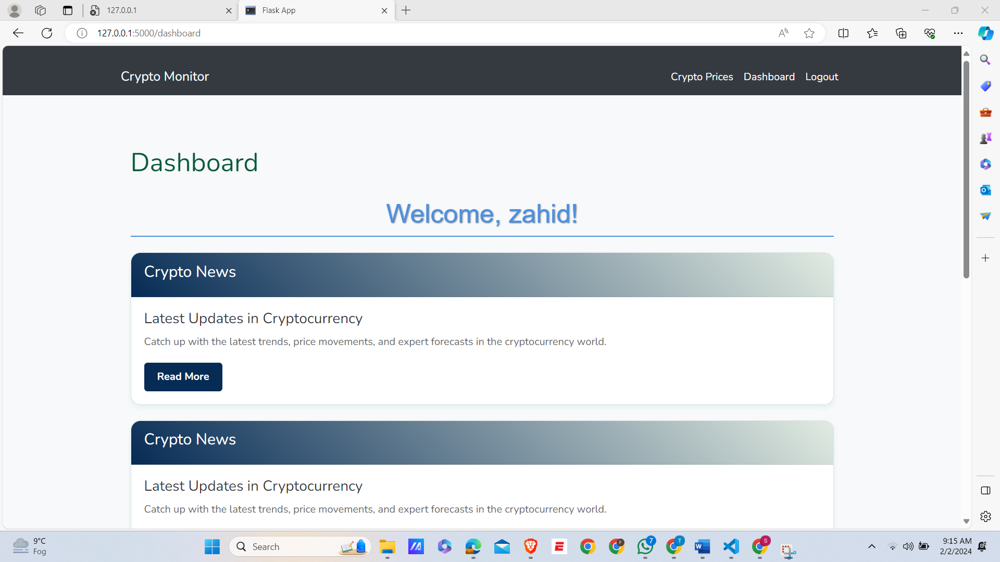 127.0.0.1
Flask App
127.0.0.1:5000/dashboard
Crypto Monitor
Crypto Prices
Dashboard
Logout
Dashboard
Welcome, zahid!
Crypto News
Latest Updates in Cryptocurrency
Catch up with the latest trends, price movements, and expert forecasts in the cryptocurrency world.
Read More
Crypto News
Latest Updates in Cryptocurrency
Catch up with the latest trends, price movements, and expert forecasts in the cryptocurrency world.
9°C
Fog
Search
F
7
T
S
9:15 AM
2/2/2024